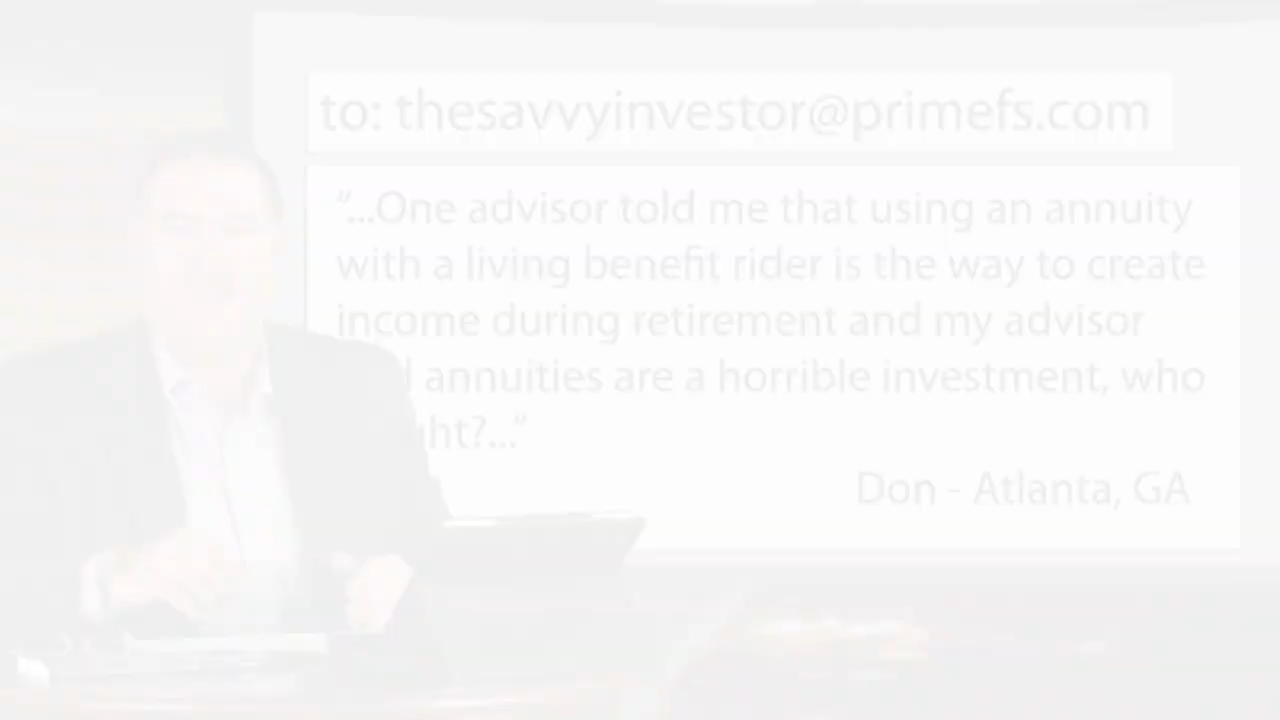 to: thesavvyinvestor@primefs.com
"...One advisor told me that using an annuity
with a living benefit rider is the way to create
income during retirement and my advisor
annuities are a horrible investment, who
ht?..."
Don - Atlanta, GA